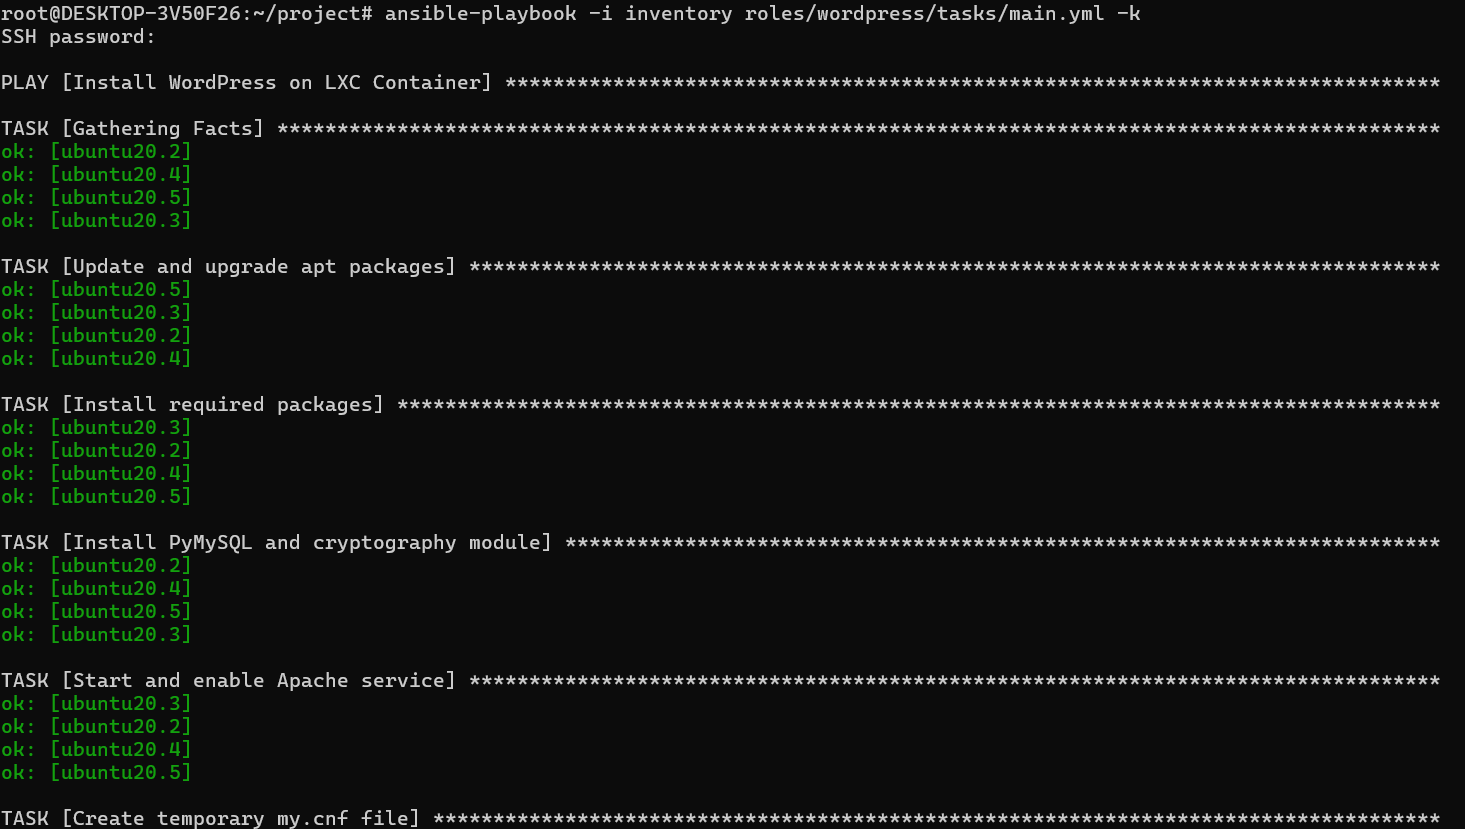 root@DESKTOP-3V50F26:~/project# ansible-playbook -i inventory roles/wordpress/tasks/main.yml -k
SSH password:
PLAY [Install WordPress on LXC Container] ******************************************************************************
TASK [Gathering Facts] *************************************************************************************************
ok: [ubuntu20.2]
ok: [ubuntu20.4]
ok: [ubuntu20.5]
ok: [ubuntu20.3]
TASK [Update and upgrade apt packages] *********************************************************************************
ok: [ubuntu20.5]
ok: [ubuntu20.3]
ok: [ubuntu20.2]
ok: [ubuntu20.4]
TASK [Install required packages] ***************************************************************************************
ok: [ubuntu20.3]
ok: [ubuntu20.2]
ok: [ubuntu20.4]
ok: [ubuntu20.5]
TASK [Install PyMySQL and cryptography module] *************************************************************************
ok: [ubuntu20.2]
ok: [ubuntu20.4]
ok: [ubuntu20.5]
ok: [ubuntu20.3]
TASK [Start and enable Apache service] *********************************************************************************
ok: [ubuntu20.3]
ok: [ubuntu20.2]
ok: [ubuntu20.4]
ok: [ubuntu20.5]
TASK [Create temporary my.cnf file] ************************************************************************************